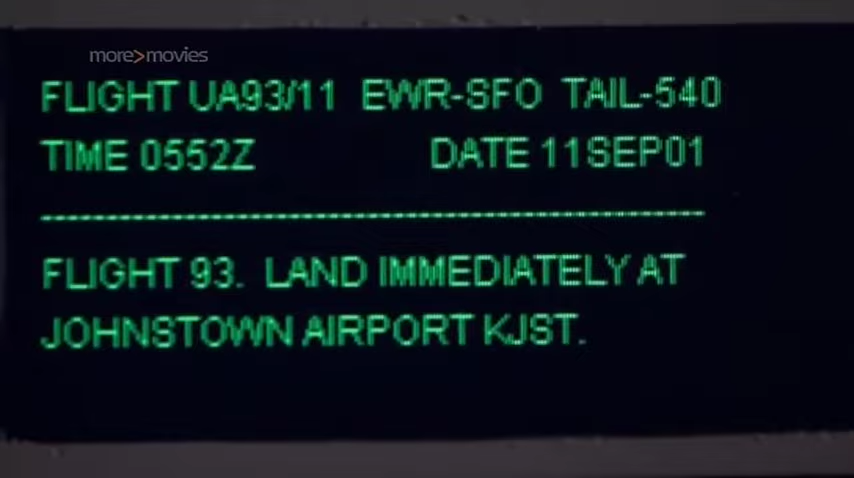 more>movies
FLIGHT UA93/11 EWR-SFO TAIL-540
TIME 0552Z DATE 11SEP01
--------------------------------------------------
FLIGHT 93. LAND IMMEDIATELY AT
JOHNSTOWN AIRPORT KJST.